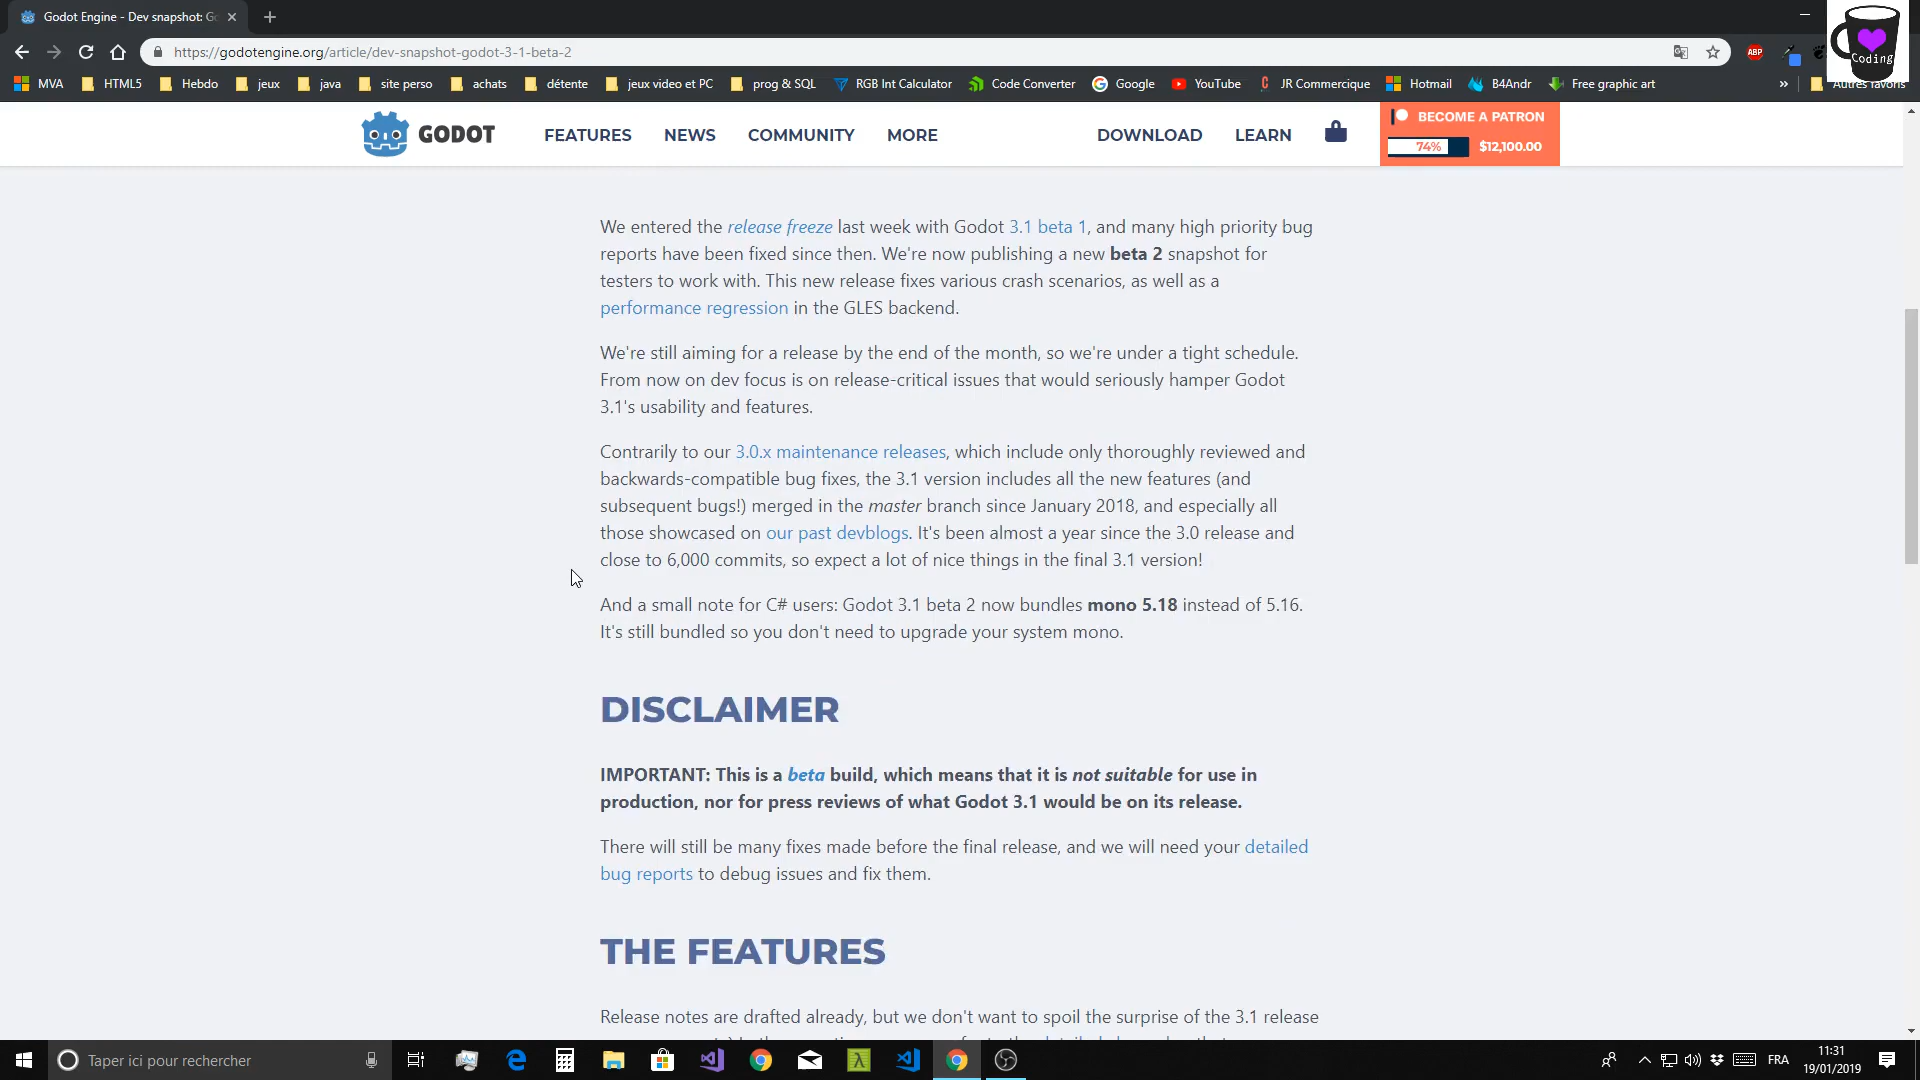 Godot Engine - Dev snapshot: Go
https://godotengine.org/article/dev-snapshot-godot-3-1-beta-2
ABP
Coding
MVA HTML5 Hebdo jeux java site perso achats détente jeux video et PC prog & SQL RGB Int Calculator Code Converter Google YouTube JR Commercique Hotmail B4Andr Free graphic art » Autres favoris
GODOT FEATURES NEWS COMMUNITY MORE DOWNLOAD LEARN
BECOME A PATRON
74% $12,100.00
We entered the release freeze last week with Godot 3.1 beta 1, and many high priority bug
reports have been fixed since then. We're now publishing a new beta 2 snapshot for
testers to work with. This new release fixes various crash scenarios, as well as a
performance regression in the GLES backend.
We're still aiming for a release by the end of the month, so we're under a tight schedule.
From now on dev focus is on release-critical issues that would seriously hamper Godot
3.1's usability and features.
Contrarily to our 3.0.x maintenance releases, which include only thoroughly reviewed and
backwards-compatible bug fixes, the 3.1 version includes all the new features (and
subsequent bugs!) merged in the master branch since January 2018, and especially all
those showcased on our past devblogs. It's been almost a year since the 3.0 release and
close to 6,000 commits, so expect a lot of nice things in the final 3.1 version!
And a small note for C# users: Godot 3.1 beta 2 now bundles mono 5.18 instead of 5.16.
It's still bundled so you don't need to upgrade your system mono.
DISCLAIMER
IMPORTANT: This is a beta build, which means that it is not suitable for use in
production, nor for press reviews of what Godot 3.1 would be on its release.
There will still be many fixes made before the final release, and we will need your detailed
bug reports to debug issues and fix them.
THE FEATURES
Release notes are drafted already, but we don't want to spoil the surprise of the 3.1 release
Taper ici pour rechercher
FRA
11:31
19/01/2019